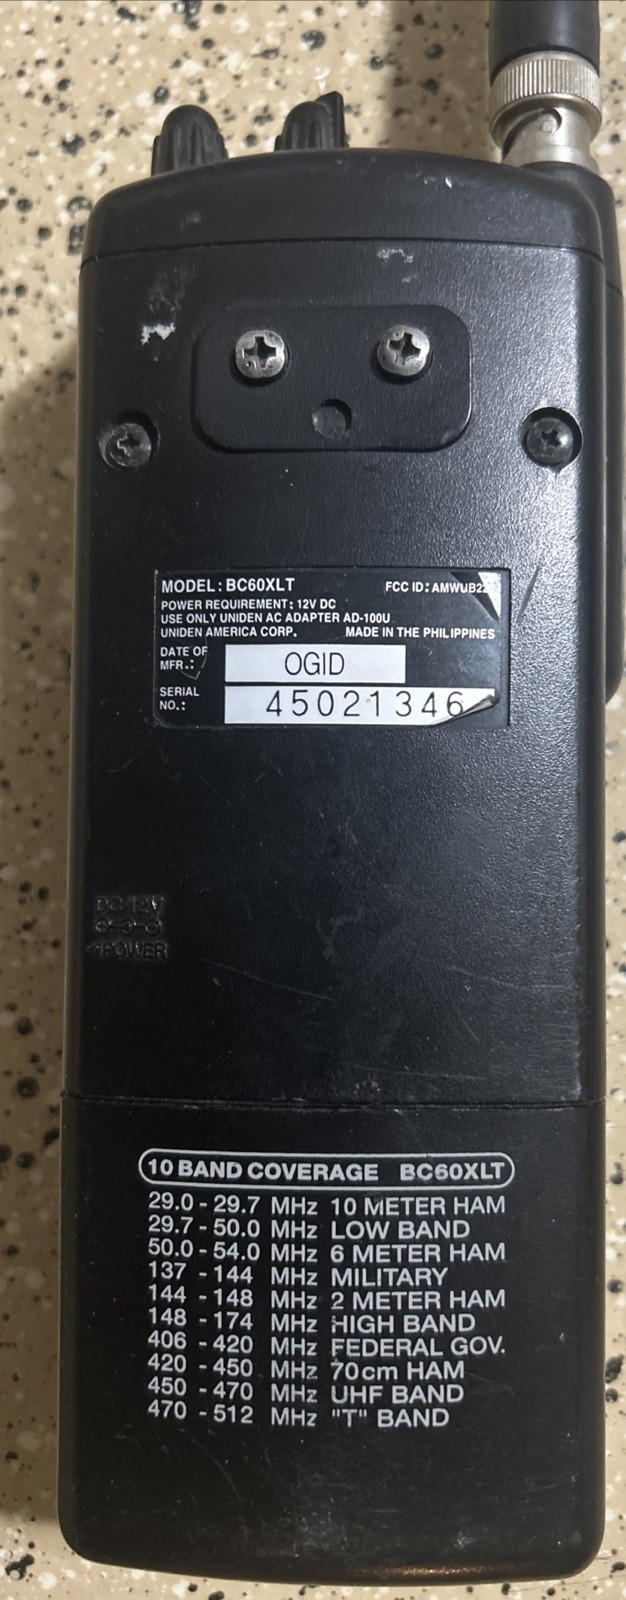 MODEL: BC60XLT FCC ID: AMWUB22
POWER REQUIREMENT: 12V DC
USE ONLY UNIDEN AC ADAPTER AD-100U
UNIDEN AMERICA CORP. MADE IN THE PHILIPPINES
DATE OF MFR.: OGID
SERIAL NO.: 45021346
DC 12V
POWER
10 BAND COVERAGE BC60XLT
29.0 - 29.7 MHz 10 METER HAM
29.7 - 50.0 MHz LOW BAND
50.0 - 54.0 MHz 6 METER HAM
137 - 144 MHz MILITARY
144 - 148 MHz 2 METER HAM
148 - 174 MHz HIGH BAND
406 - 420 MHz FEDERAL GOV.
420 - 450 MHz 70cm HAM
450 - 470 MHz UHF BAND
470 - 512 MHz "T" BAND